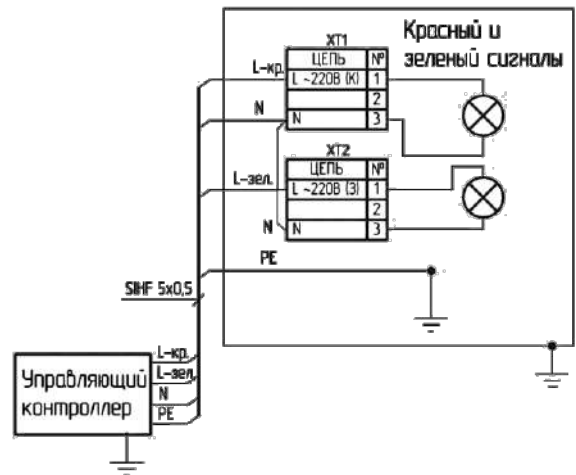 Красный и
зеленый сигналы
XT1
ЦЕПЬ №
L ~220В (К) 1
2
N 3
L-кр.
N
XT2
ЦЕПЬ №
L ~220В (З) 1
2
N 3
L-зел.
N
PE
SIHF 5x0,5
Управляющий
контроллер
L-кр.
L-зел.
N
PE